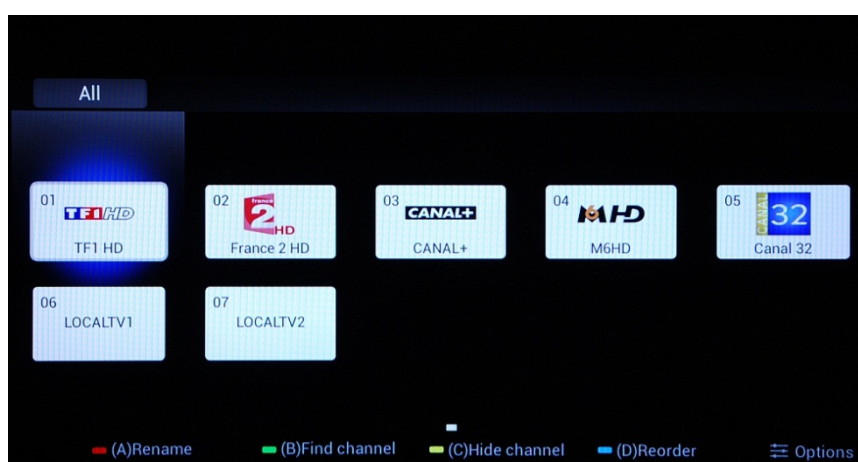 All
01
TF1 HD
TF1 HD
02
france
2
HD
France 2 HD
03
CANAL+
CANAL+
04
M6 HD
M6HD
05
CANAL
32
Canal 32
06
LOCALTV1
07
LOCALTV2
(A)Rename
(B)Find channel
(C)Hide channel
(D)Reorder
Options